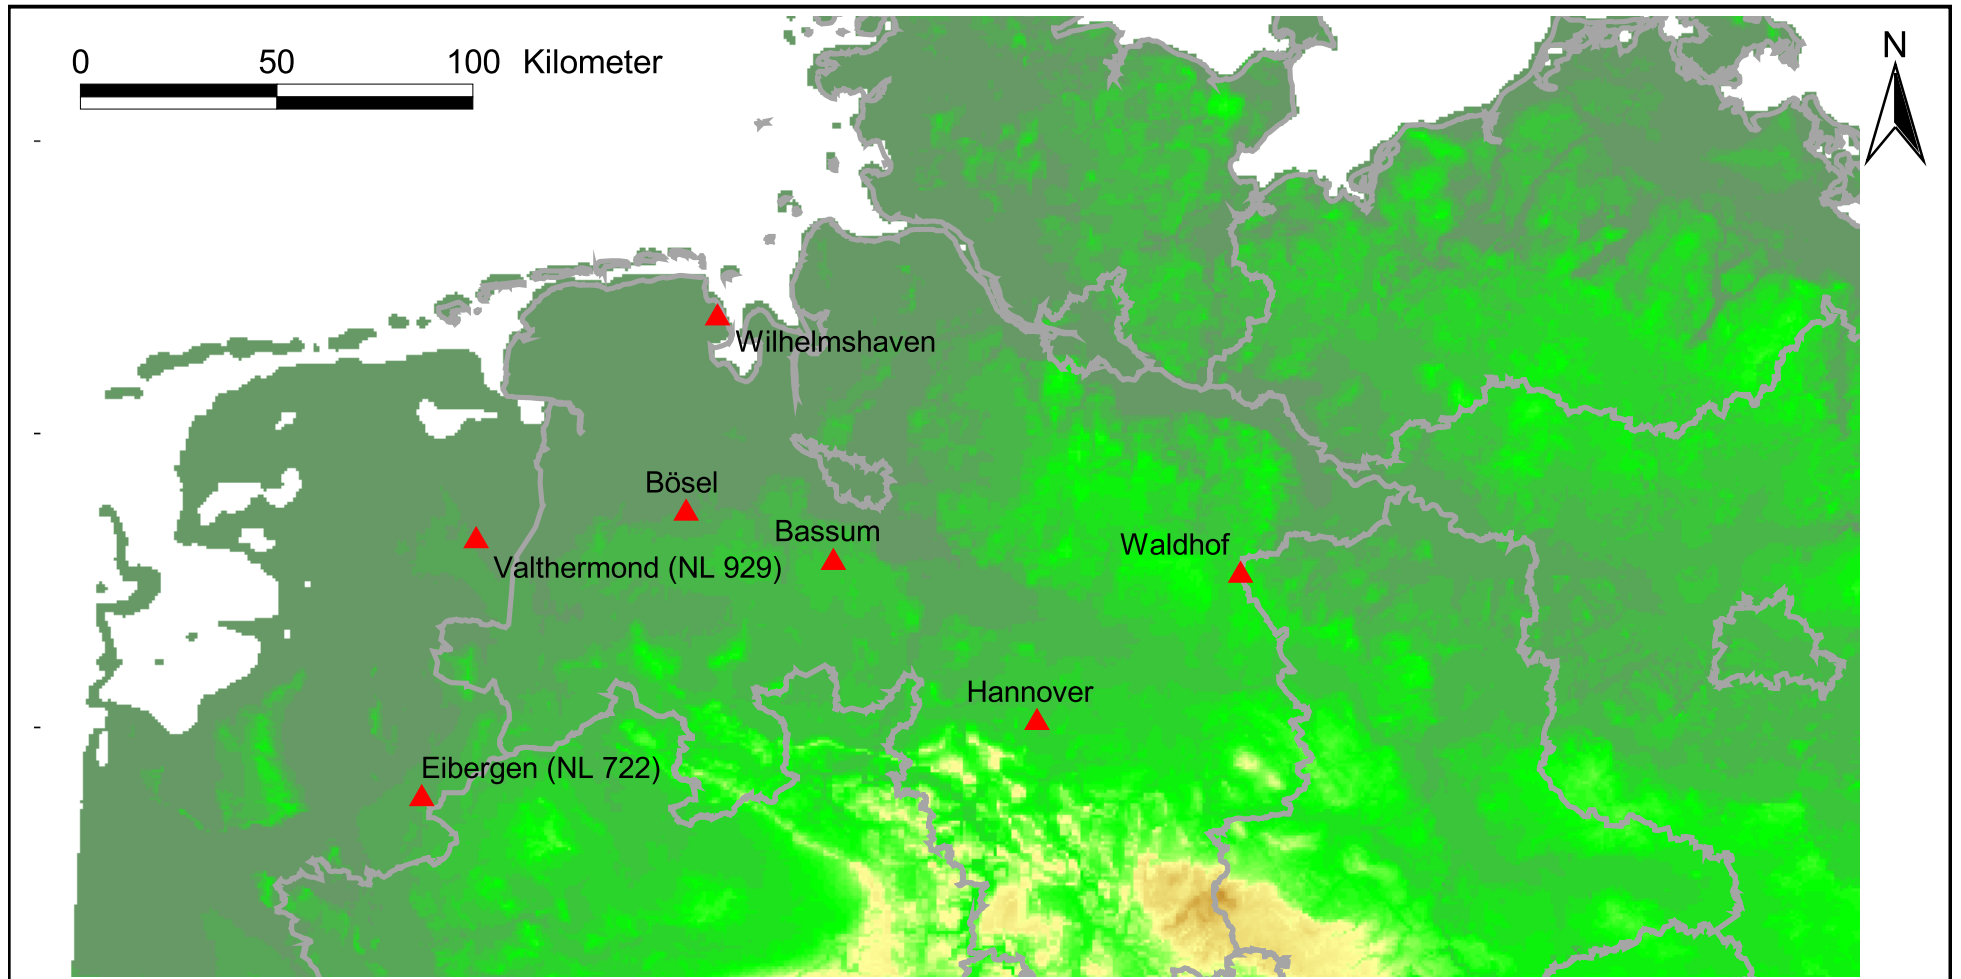 0 50 100 Kilometer
N
Wilhelmshaven
Bösel
Bassum
Waldhof
Valthermond (NL 929)
Hannover
Eibergen (NL 722)